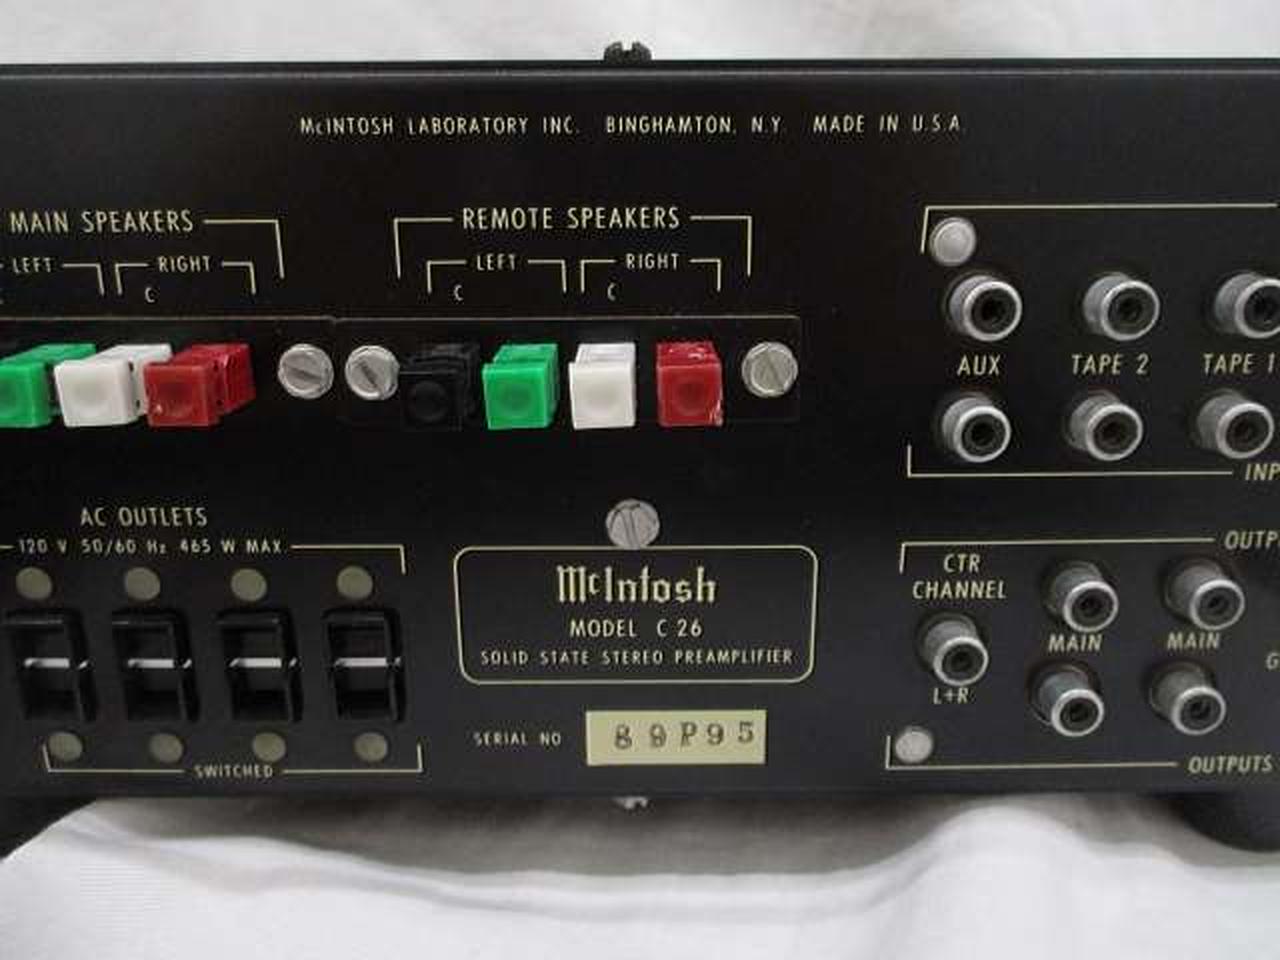 McINTOSH LABORATORY INC. BINGHAMTON, N.Y. MADE IN U.S.A.
MAIN SPEAKERS
LEFT RIGHT
C
REMOTE SPEAKERS
LEFT RIGHT
C C
AUX TAPE 2 TAPE 1
AC OUTLETS
120 V 50/60 Hz 465 W MAX
SWITCHED
McIntosh
MODEL C 26
SOLID STATE STEREO PREAMPLIFIER
SERIAL NO 89P95
CTR
CHANNEL
L+R
MAIN MAIN
OUTPUTS